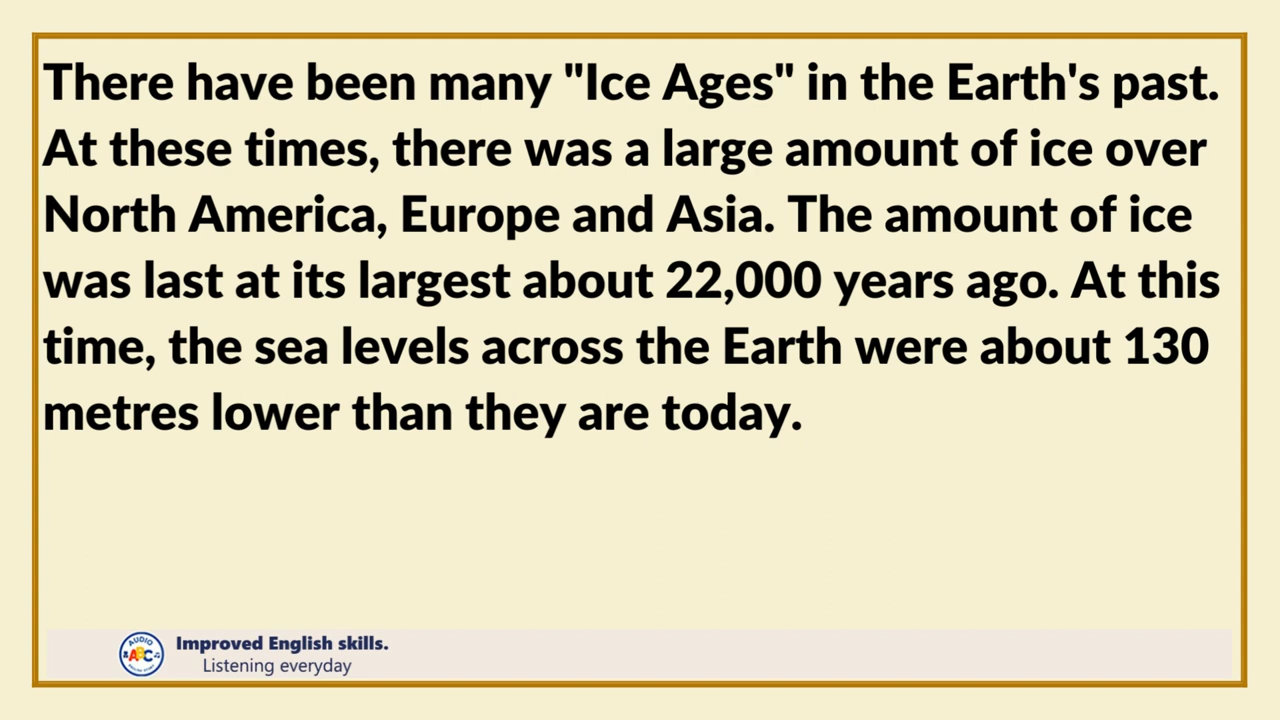 There have been many "Ice Ages" in the Earth's past.
At these times, there was a large amount of ice over
North America, Europe and Asia. The amount of ice
was last at its largest about 22,000 years ago. At this
time, the sea levels across the Earth were about 130
metres lower than they are today.
AUDIO
ABC
Improved English skills.
Listening everyday